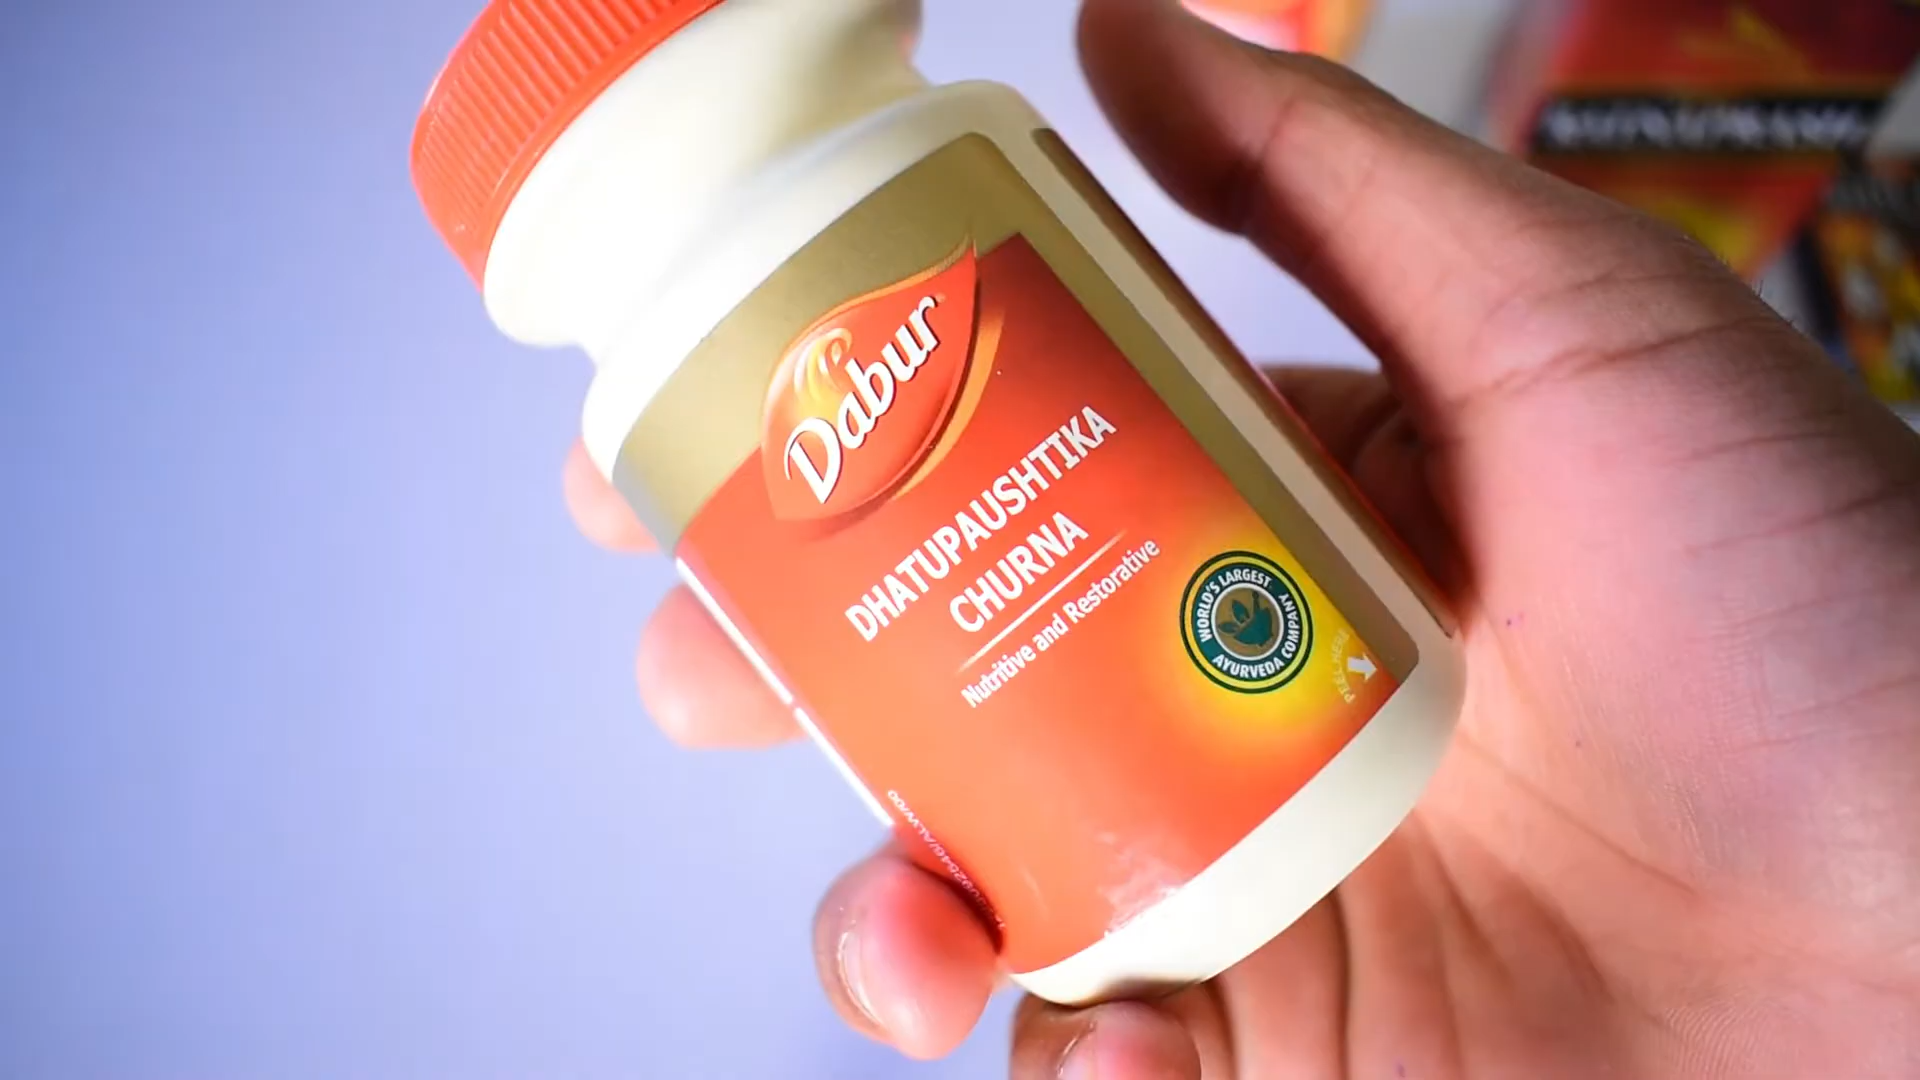 Dabur
DHATUPAUSHTIKA
CHURNA
Nutritive and Restorative
WORLD'S LARGEST
AYURVEDA COMPANY
PEEL HERE